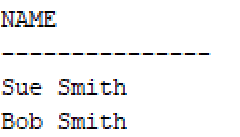 NAME
---------------
Sue Smith
Bob Smith